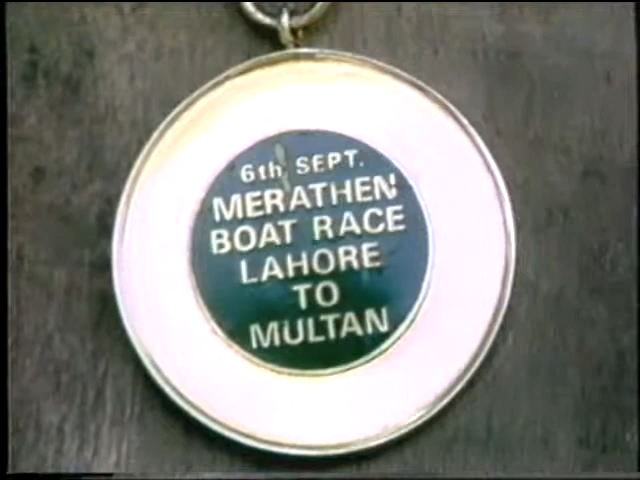 6th SEPT.
MERATHEN
BOAT RACE
LAHORE
TO
MULTAN